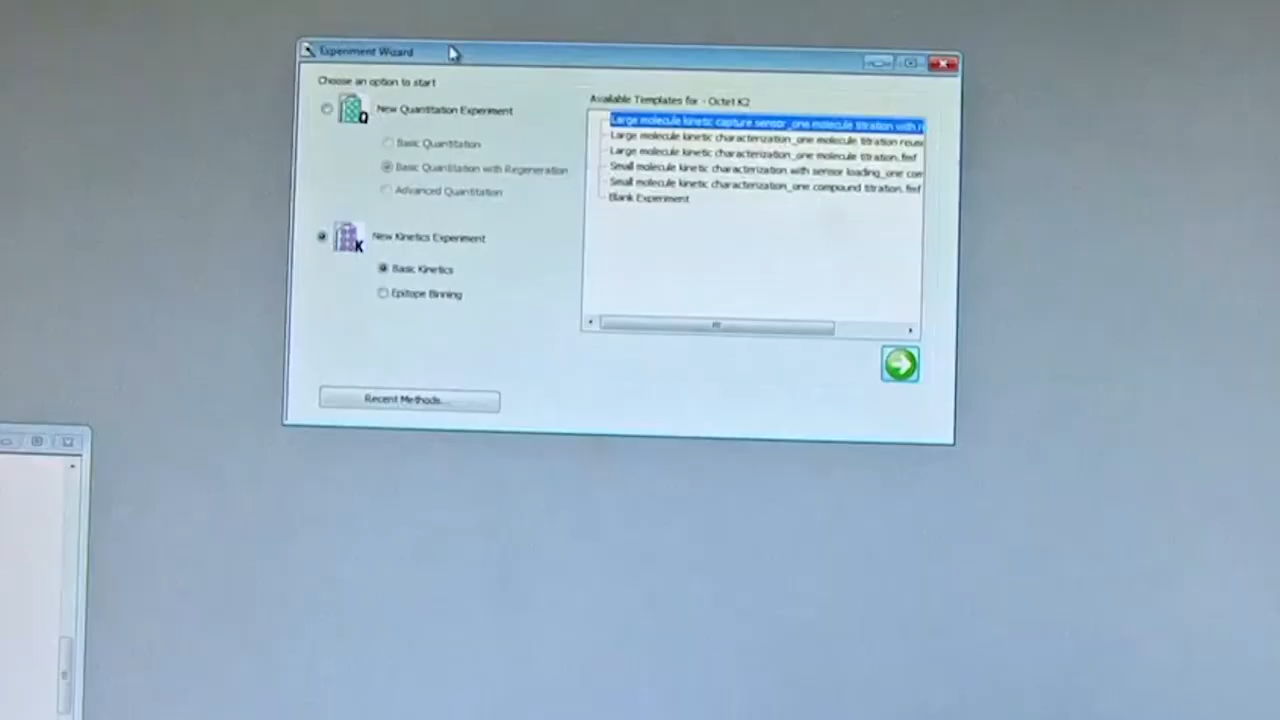 Experiment Wizard
Choose an option to start
New Quantitation Experiment
Basic Quantitation
Basic Quantitation with Regeneration
Advanced Quantitation
New Kinetics Experiment
Basic Kinetics
Epitope Binning
Recent Methods...
Available Templates for - Octet K2
Large molecule kinetic capture sensor_one molecule titration with
Large molecule kinetic characterization_one molecule titration
Large molecule kinetic characterization_one molecule titration.fmf
Small molecule kinetic characterization with sensor loading_one
Small molecule kinetic characterization_one compound titration.fmf
Blank Experiment